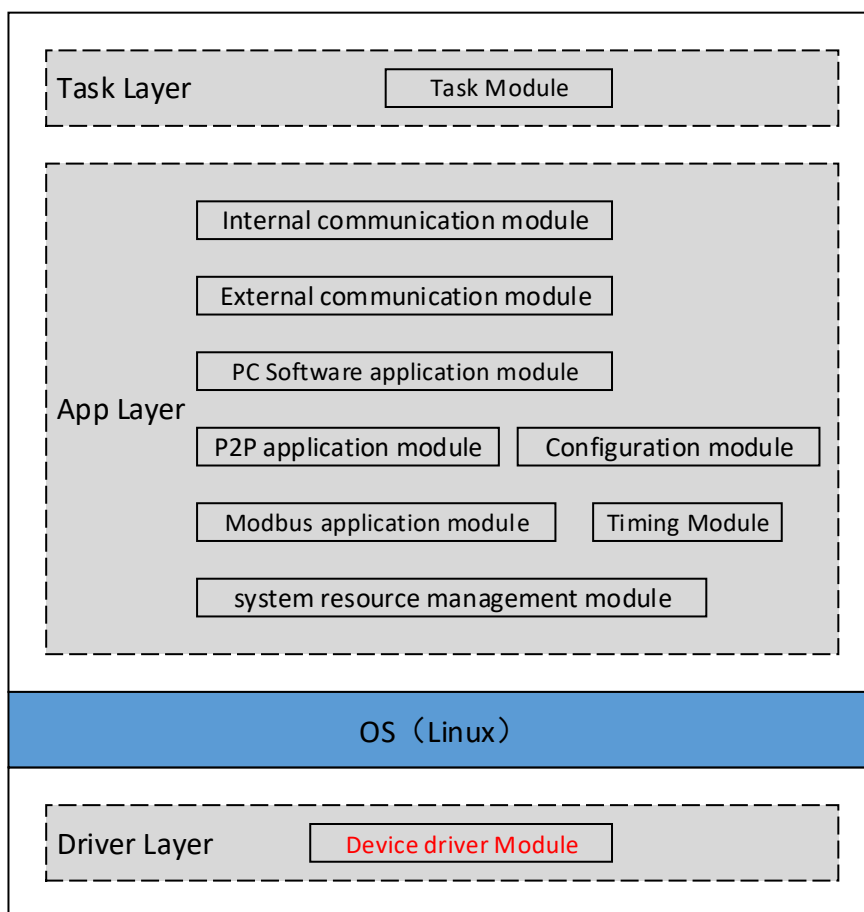 Task Layer
Task Module
Internal communication module
External communication module
PC Software application module
App Layer
P2P application module
Configuration module
Modbus application module
Timing Module
system resource management module
OS（Linux）
Driver Layer
Device driver Module